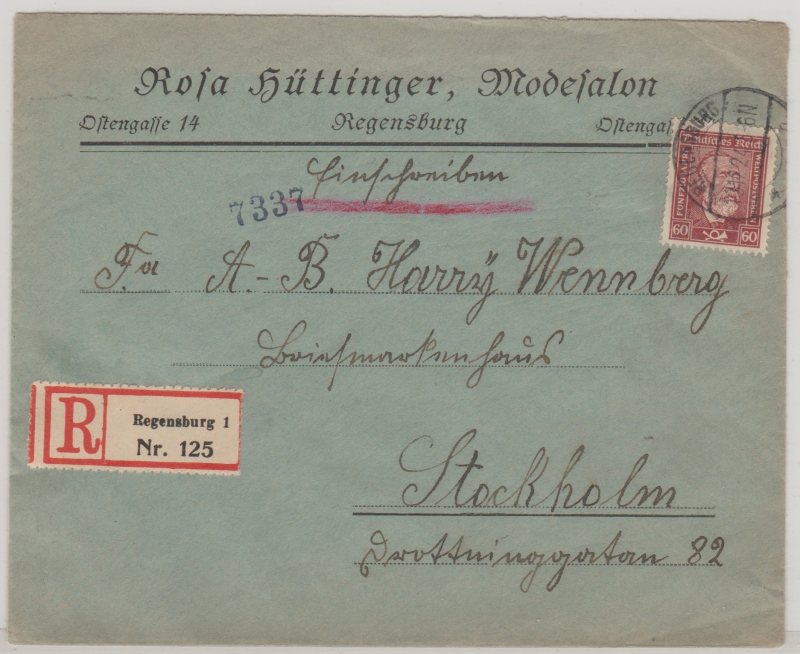 Rosa Hüttinger, Modesalon
Ostengasse 14 Regensburg Ostengas
Einschreiben
7337
Fa A.-B. Harry Wennberg
Briefmarkenhaus
Stockholm
Drottninggatan 82
R Regensburg 1
Nr. 125
Deutsches Reich
60 60